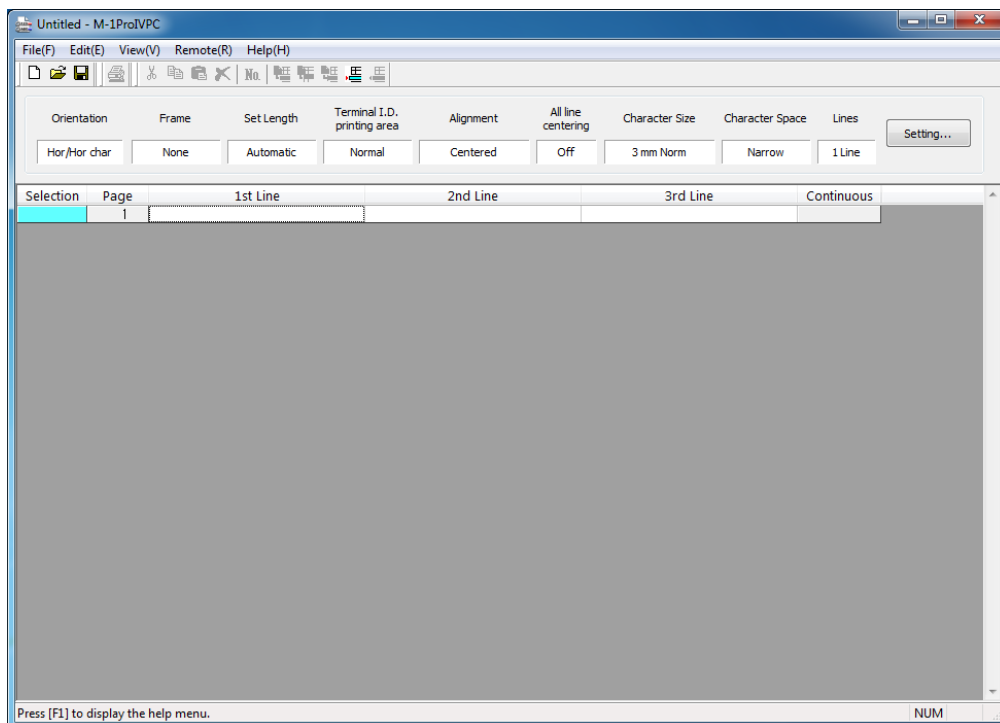 Untitled - M-1ProIVPC
File(F) Edit(E) View(V) Remote(R) Help(H)
No.
Orientation Frame Set Length Terminal I.D. printing area Alignment All line centering Character Size Character Space Lines
Hor/Hor char None Automatic Normal Centered Off 3 mm Norm Narrow 1 Line Setting...
Selection Page 1st Line 2nd Line 3rd Line Continuous
1
Press [F1] to display the help menu. NUM